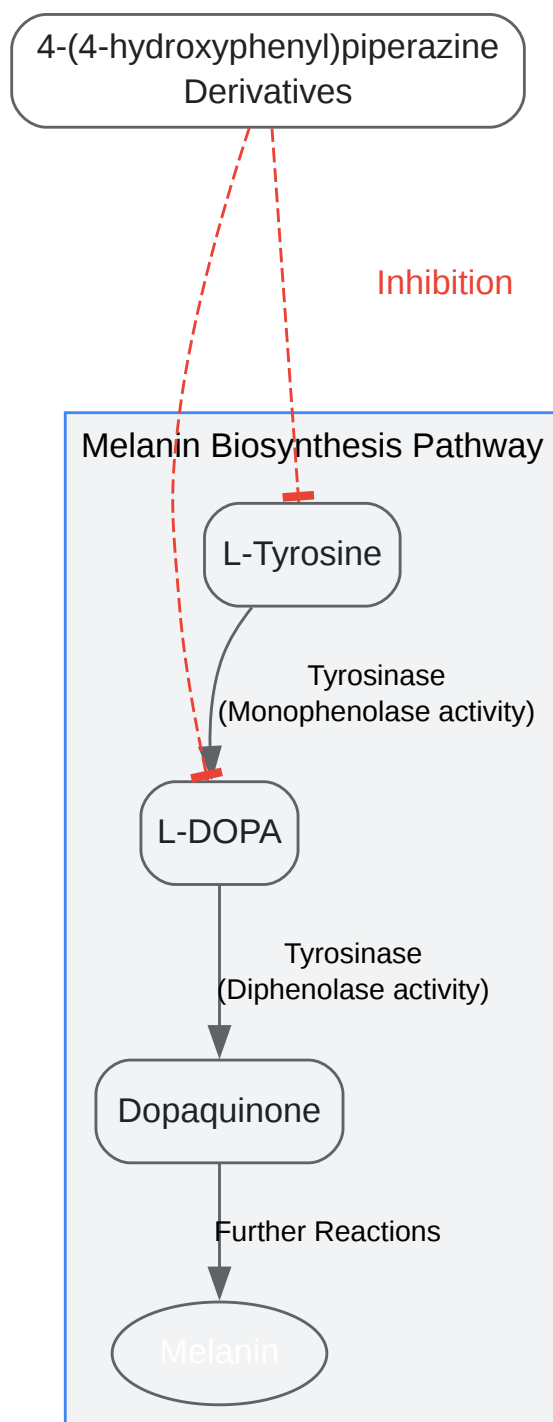 4-(4-hydroxyphenyl)piperazine
Derivatives
Inhibition
Melanin Biosynthesis Pathway
L-Tyrosine
Tyrosinase
(Monophenolase activity)
L-DOPA
Tyrosinase
(Diphenolase activity)
Dopaquinone
Further Reactions
Melanin